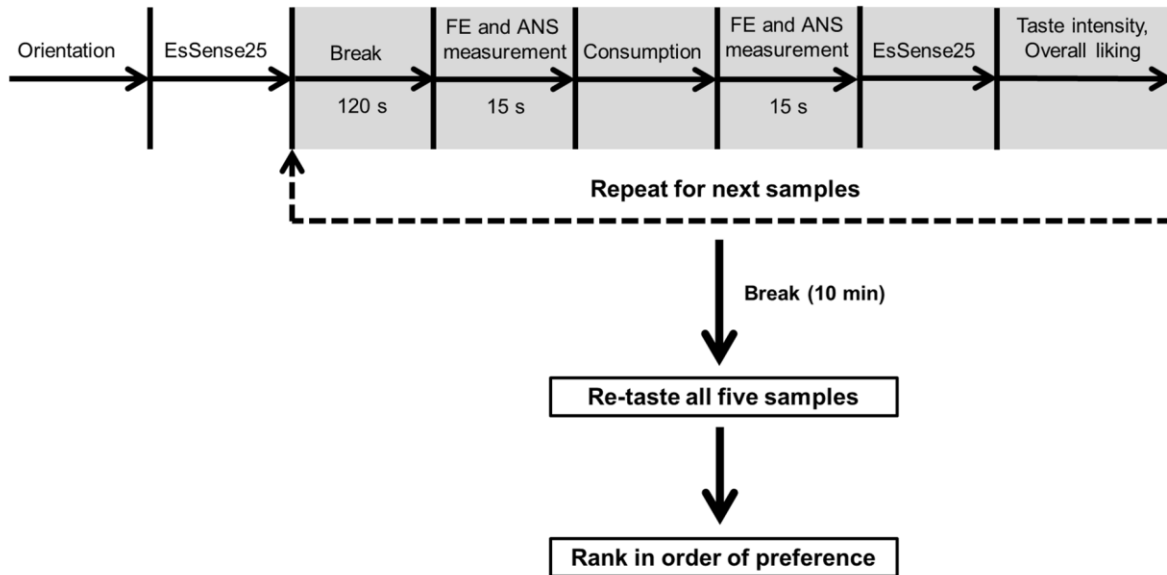 Orientation
EsSense25
Break
120 s
FE and ANS
measurement
15 s
Consumption
FE and ANS
measurement
15 s
EsSense25
Taste intensity,
Overall liking
Repeat for next samples
Break (10 min)
Re-taste all five samples
Rank in order of preference